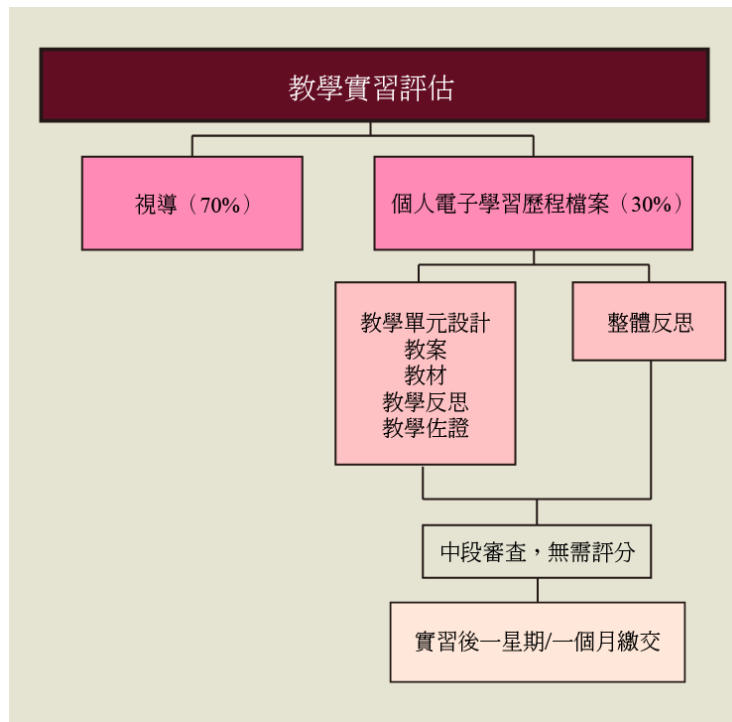 教學實習評估
視導（70%）
個人電子學習歷程檔案（30%）
教學單元設計
教案
教材
教學反思
教學佐證
整體反思
中段審查，無需評分
實習後一星期/一個月繳交